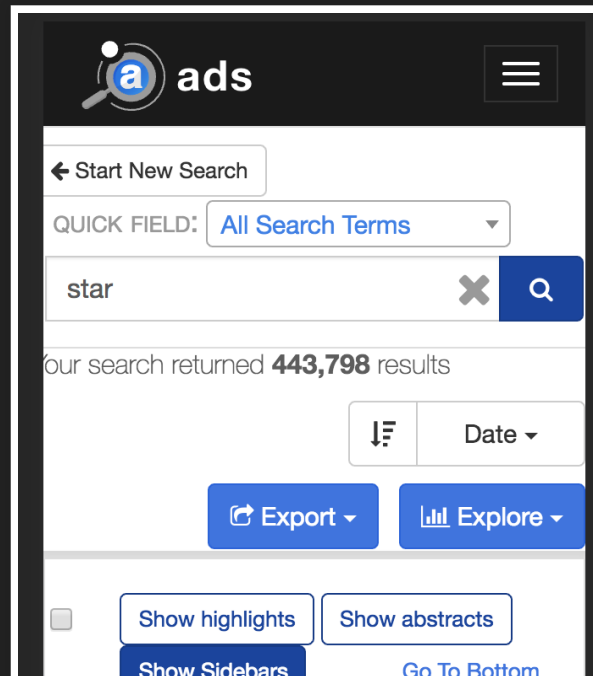 a ads
Start New Search
QUICK FIELD: All Search Terms
star
Your search returned 443,798 results
Date
Export Explore
Show highlights Show abstracts
Show Sidebars Go To Bottom